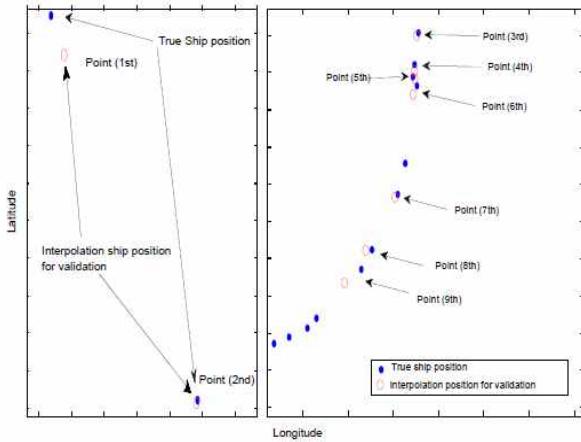 True Ship position
Point (1st)
Latitude
Interpolation ship position
for validation
Point (2nd)
Point (3rd)
Point (4th)
Point (5th)
Point (6th)
Point (7th)
Point (8th)
Point (9th)
True ship position
Interpolation position for validation
Longitude